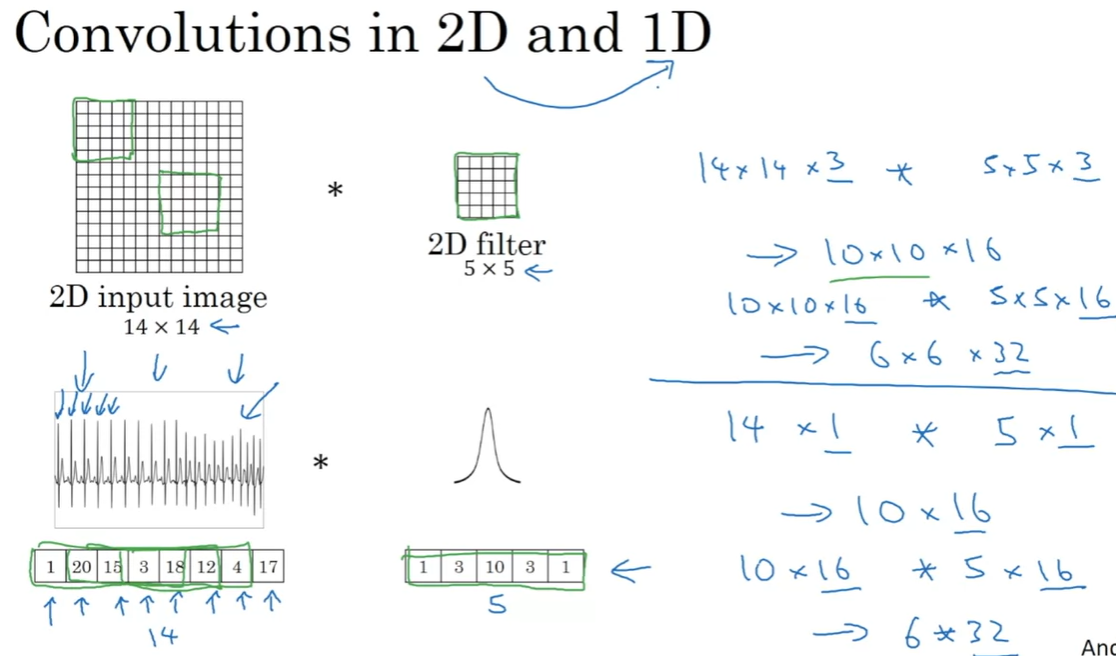 Convolutions in 2D and 1D
*
2D filter
5 × 5 ←
2D input image
14 × 14 ←
14 × 14 × 3 * 5 × 5 × 3
→ 10 × 10 × 16
10 × 10 × 16 * 5 × 5 × 16
→ 6 × 6 × 32
*
1 20 15 3 18 12 4 17
14
1 3 10 3 1 ←
5
14 × 1 * 5 × 1
→ 10 × 16
10 × 16 * 5 × 16
→ 6 * 32
And